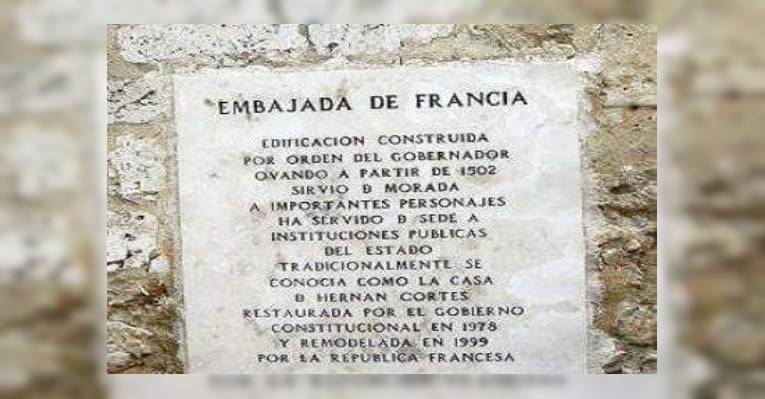 EMBAJADA DE FRANCIA
EDIFICACION CONSTRUIDA
POR ORDEN DEL GOBERNADOR
OVANDO A PARTIR DE 1502
SIRVIO D MORADA
A IMPORTANTES PERSONAJES
HA SERVIDO D SEDE A
INSTITUCIONES PUBLICAS
DEL ESTADO
TRADICIONALMENTE SE
CONOCIA COMO LA CASA
D HERNAN CORTES
RESTAURADA POR EL GOBIERNO
CONSTITUCIONAL EN 1978
Y REMODELADA EN 1999
POR LA REPUBLICA FRANCESA